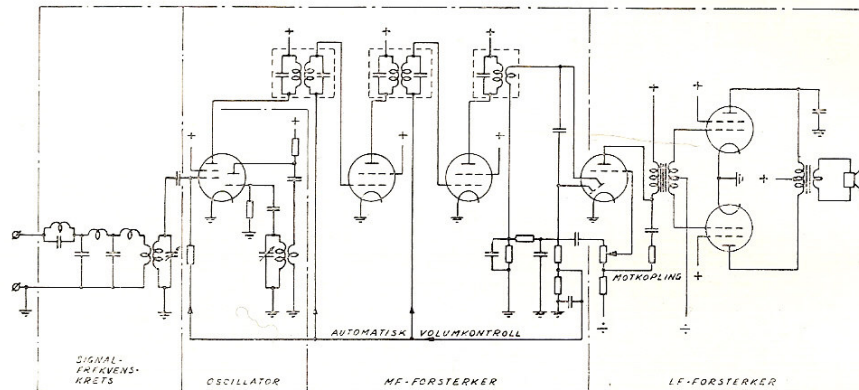 MOTKOPLING
AUTOMATISK VOLUMKONTROLL
SIGNAL-
FREKVENS-
KRETS
OSCILLATOR
MF-FORSTERKER
LF-FORSTERKER